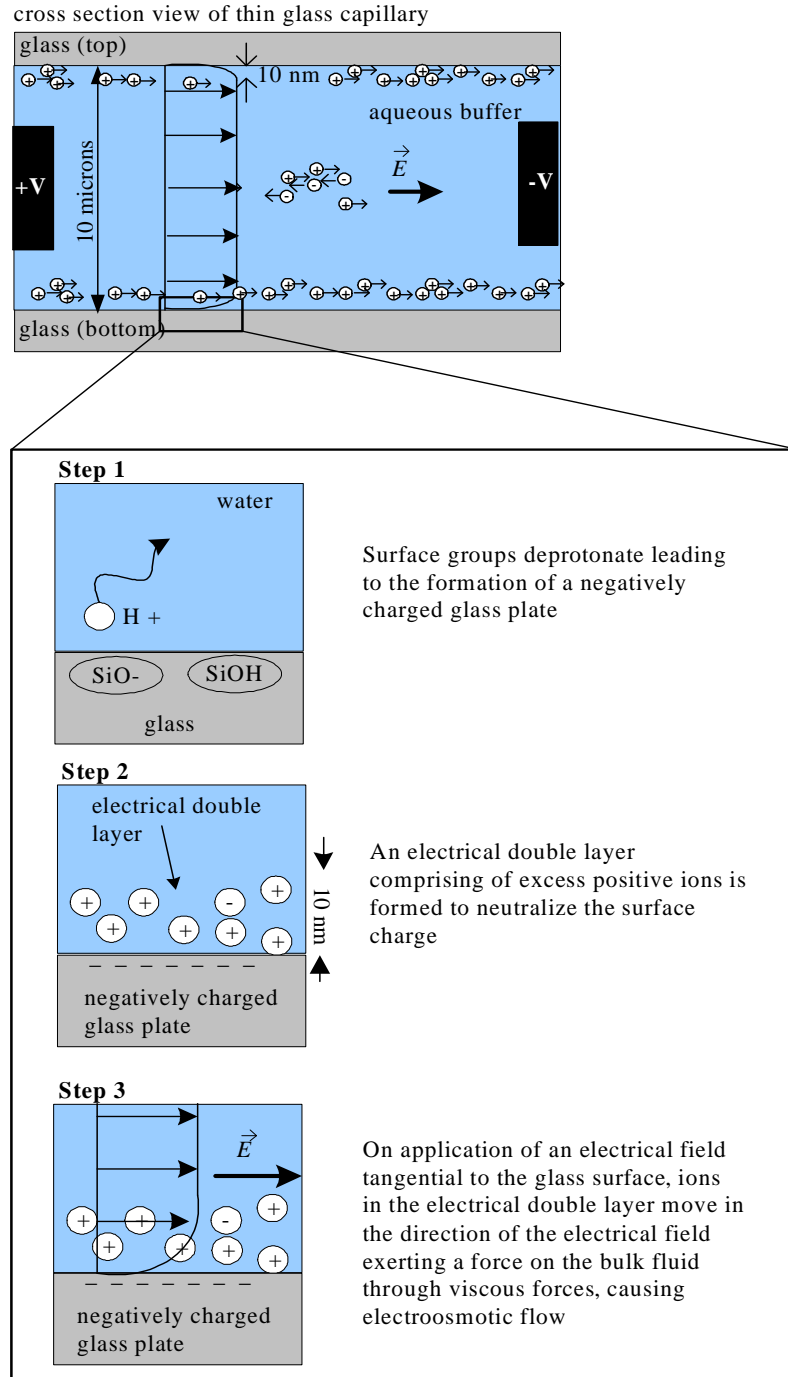 cross section view of thin glass capillary
glass (top)
10 nm
aqueous buffer
+V
10 microns
E
-V
glass (bottom)
Step 1
water
H +
SiO-
SiOH
glass
Surface groups deprotonate leading
to the formation of a negatively
charged glass plate
Step 2
electrical double
layer
10 nm
negatively charged
glass plate
An electrical double layer
comprising of excess positive ions is
formed to neutralize the surface
charge
Step 3
E
negatively charged
glass plate
On application of an electrical field
tangential to the glass surface, ions
in the electrical double layer move in
the direction of the electrical field
exerting a force on the bulk fluid
through viscous forces, causing
electroosmotic flow